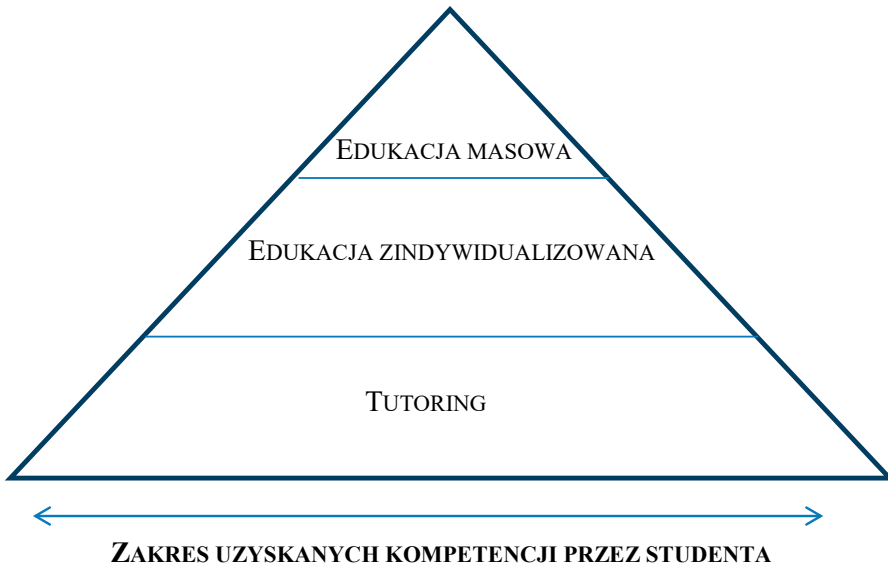 EDUKACJA MASOWA
EDUKACJA ZINDYWIDUALIZOWANA
TUTORING
ZAKRES UZYSKANYCH KOMPETENCJI PRZEZ STUDENTA